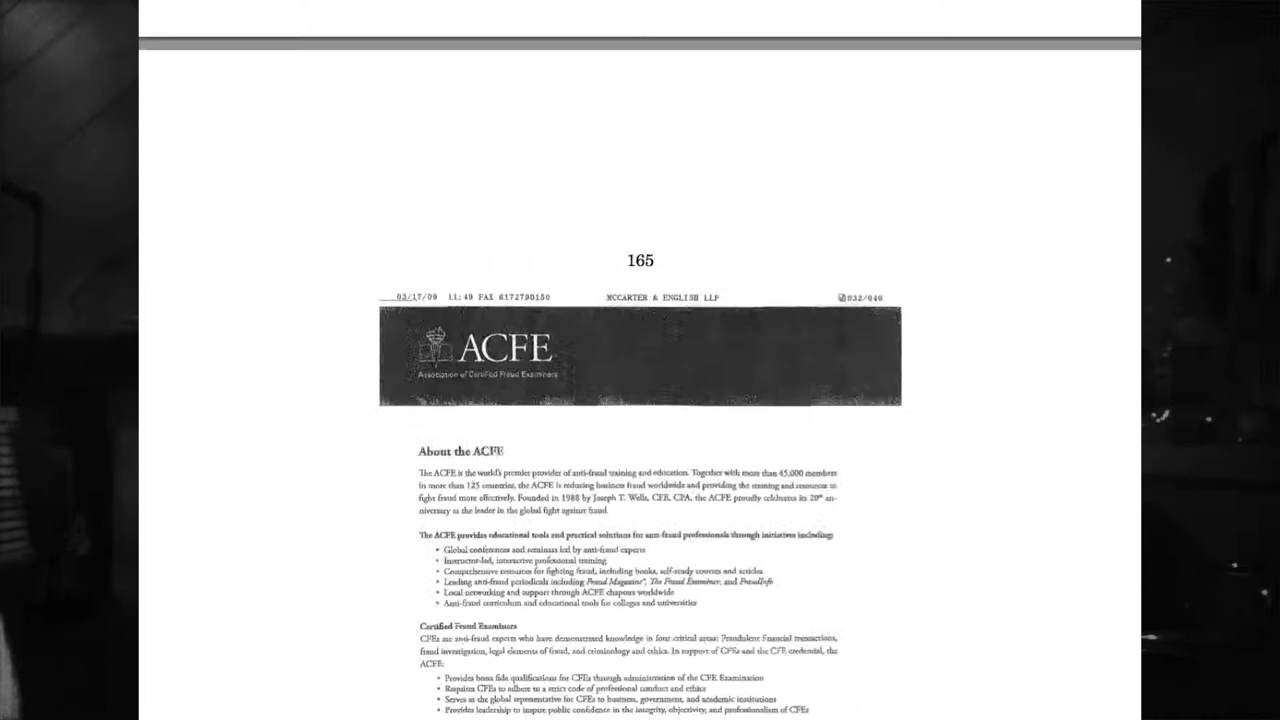 165
03/17/09 11:49 FAX 6172790150 MCCARTER & ENGLISH LLP 032/040
ACFE
Association of Certified Fraud Examiners
About the ACFE
The ACFE is the world's premier provider of anti-fraud training and education. Together with more than 45,000 members
in more than 125 countries, the ACFE is reducing business fraud worldwide and providing the training and resources to
fight fraud more effectively. Founded in 1988 by Joseph T. Wells, CFE, CPA, the ACFE proudly celebrates its 20th an-
niversary as the leader in the global fight against fraud.
The ACFE provides educational tools and practical solutions for anti-fraud professionals through initiatives including:
• Global conferences and seminars led by anti-fraud experts
• Instructor-led, interactive professional training
• Comprehensive resources for fighting fraud, including books, self-study courses and articles
• Leading anti-fraud periodicals including Fraud Magazine®, The Fraud Examiner, and FraudInfo
• Local networking and support through ACFE chapters worldwide
• Anti-fraud curriculum and educational tools for colleges and universities
Certified Fraud Examiners
CFEs are anti-fraud experts who have demonstrated knowledge in four critical areas: Fraudulent financial transactions,
fraud investigation, legal elements of fraud, and criminology and ethics. In support of CFEs and the CFE credential, the
ACFE:
• Provides bona fide qualifications for CFEs through administration of the CFE Examination
• Requires CFEs to adhere to a strict code of professional conduct and ethics
• Serves as the global representative for CFEs to business, government, and academic institutions
• Provides leadership to inspire public confidence in the integrity, objectivity, and professionalism of CFEs